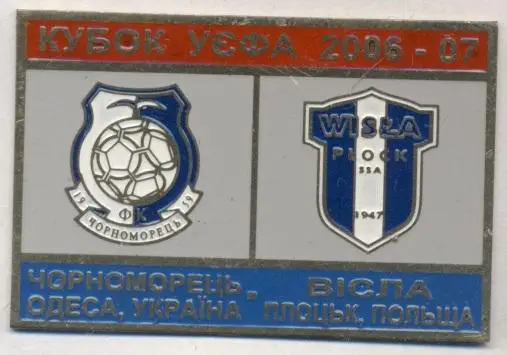 КУБОК УЄФА 2006 - 07
19 59
ФК
ЧОРНОМОРЕЦЬ
WISŁA
PŁOCK
SSA
1947
ЧОРНОМОРЕЦЬ - ВІСЛА
ОДЕСА, УКРАЇНА ПЛОЦЬК, ПОЛЬЩА